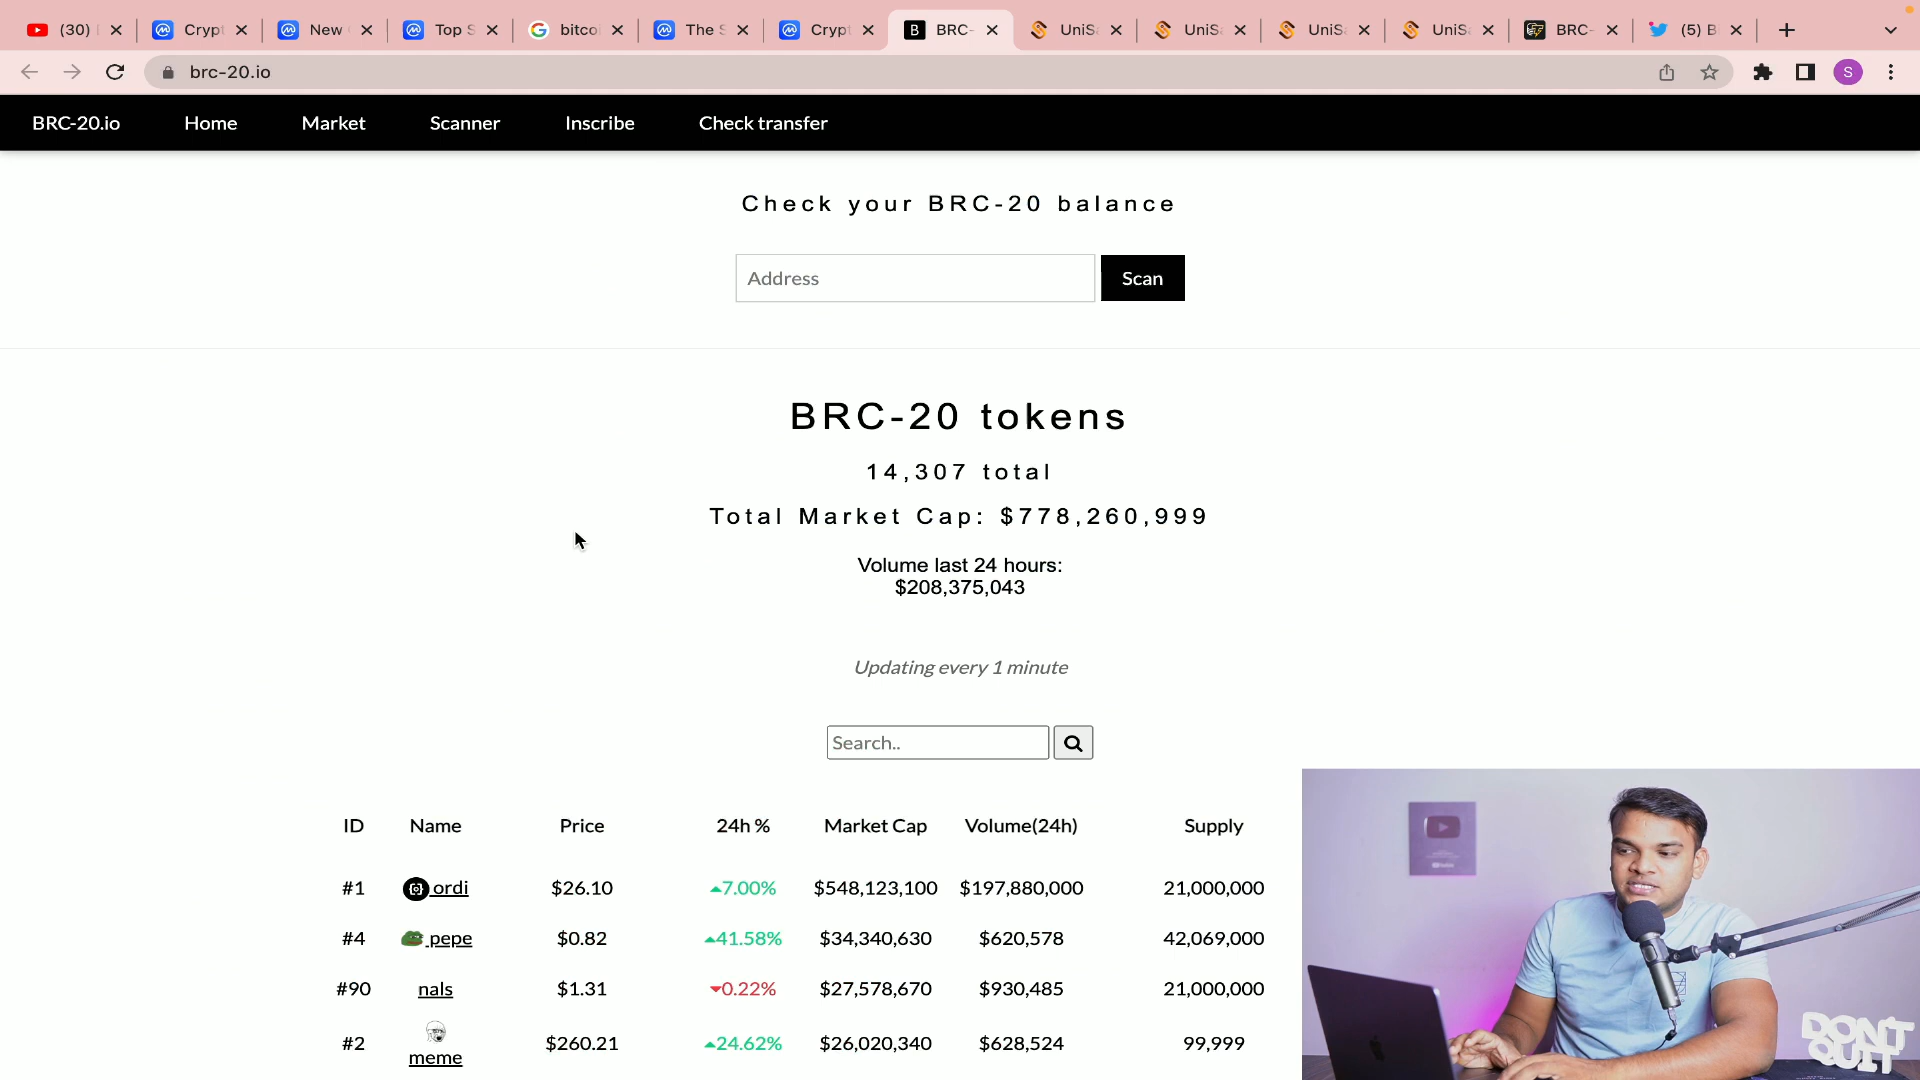 (30) Crypt New Top S bitcoi The S Crypt B BRC- UniSa UniSa UniSa UniSa BRC- (5) B
brc-20.io S
BRC-20.io Home Market Scanner Inscribe Check transfer
Check your BRC-20 balance
Address Scan
BRC-20 tokens
14,307 total
Total Market Cap: $778,260,999
Volume last 24 hours:
$208,375,043
Updating every 1 minute
Search..
ID Name Price 24h % Market Cap Volume(24h) Supply
#1 ordi $26.10 7.00% $548,123,100 $197,880,000 21,000,000
#4 pepe $0.82 41.58% $34,340,630 $620,578 42,069,000
#90 nals $1.31 0.22% $27,578,670 $930,485 21,000,000
#2 meme $260.21 24.62% $26,020,340 $628,524 99,999
DON'T
QUIT